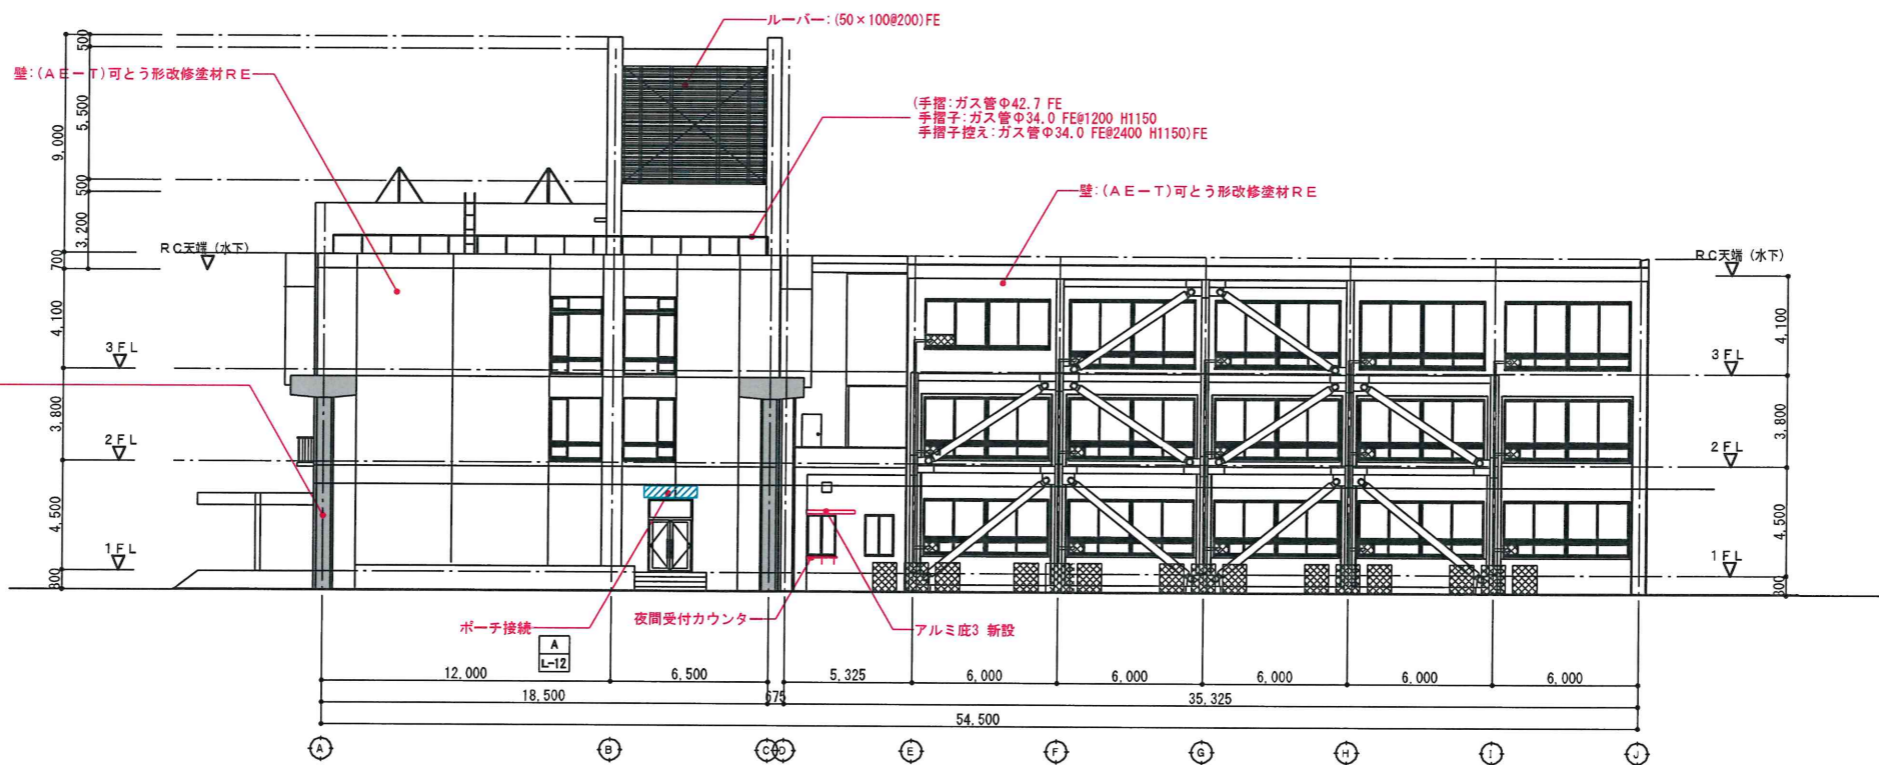 ルーバー:(50×100@200)FE
壁:(AE-T)可とう形改修塗材RE
(手摺:ガス管Φ42.7 FE
手摺子:ガス管Φ34.0 FE@1200 H1150
手摺子控え:ガス管Φ34.0 FE@2400 H1150)FE
壁:(AE-T)可とう形改修塗材RE
500
5,500
9,000
500
3,200
700
4,100
3,800
4,500
300
RC天端(水下)
3FL
2FL
1FL
RC天端(水下)
4,100
3FL
3,800
2FL
4,500
1FL
300
ポーチ接続
夜間受付カウンター
アルミ庇3 新設
A
L-12
12,000
6,500
5,325
6,000
6,000
6,000
6,000
6,000
18,500
675
35,325
54,500
A
B
C
D
E
F
G
H
I
J